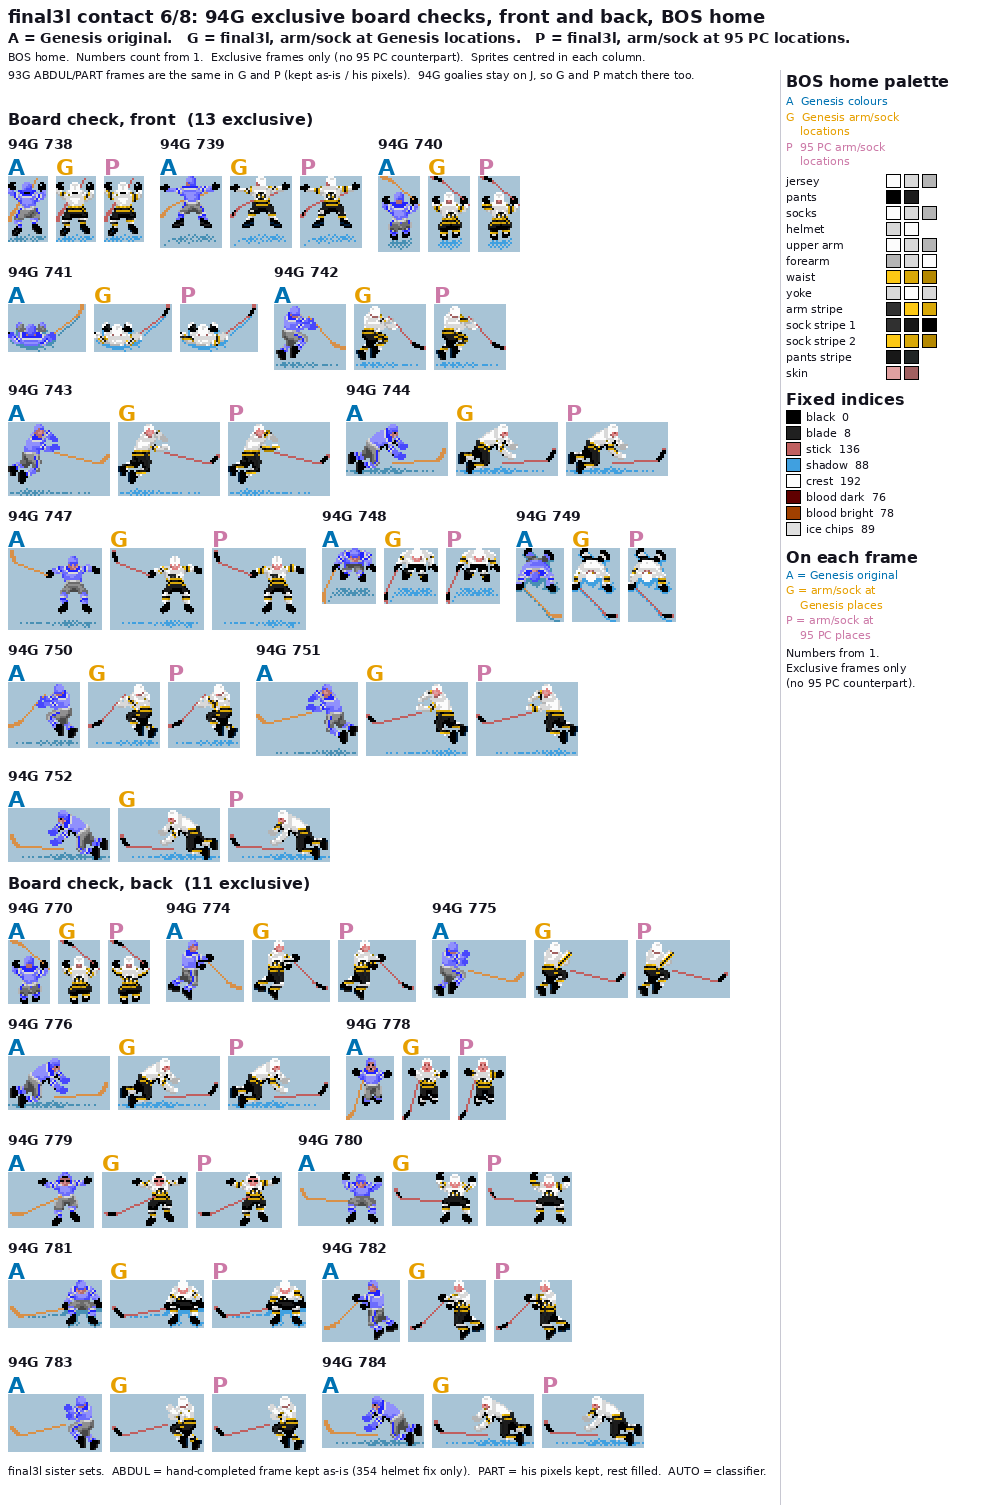 final3l contact 6/8: 94G exclusive board checks, front and back, BOS home
A = Genesis original.   G = final3l, arm/sock at Genesis locations.   P = final3l, arm/sock at 95 PC locations.
BOS home.  Numbers count from 1.  Exclusive frames only (no 95 PC counterpart).  Sprites centred in each column.
93G ABDUL/PART frames are the same in G and P (kept as-is / his pixels).  94G goalies stay J, so G and P match there too.
Board check, front  (13 exclusive)
94G 738 94G 739 94G 740
A G P A G P A G P
94G 741 94G 742
A G P A G P
94G 743 94G 744
A G P A G P
94G 747 94G 748 94G 749
A G P A G P A G P
94G 750 94G 751
A G P A G P
94G 752
A G P
Board check, back  (11 exclusive)
94G 770 94G 774 94G 775
A G P A G P A G P
94G 776 94G 778
A G P A G P
94G 779 94G 780
A G P A G P
94G 781 94G 782
A G P A G P
94G 783 94G 784
A G P A G P
final3l sister sets.  ABDUL = hand-completed frame kept as-is (354 helmet fix only).  PART = his pixels kept, rest filled.  AUTO = classifier.
BOS home palette
A  Genesis colours
G  Genesis arm/sock
locations
P  95 PC arm/sock
locations
jersey
pants
socks
helmet
upper arm
forearm
waist
yoke
arm stripe
sock stripe 1
sock stripe 2
pants stripe
skin
Fixed indices
black  0
blade  8
stick  136
shadow  88
crest  192
blood dark  76
blood bright  78
ice chips  89
On each frame
A = Genesis original
G = arm/sock at
Genesis places
P = arm/sock at
95 PC places
Numbers from 1.
Exclusive frames only
(no 95 PC counterpart).